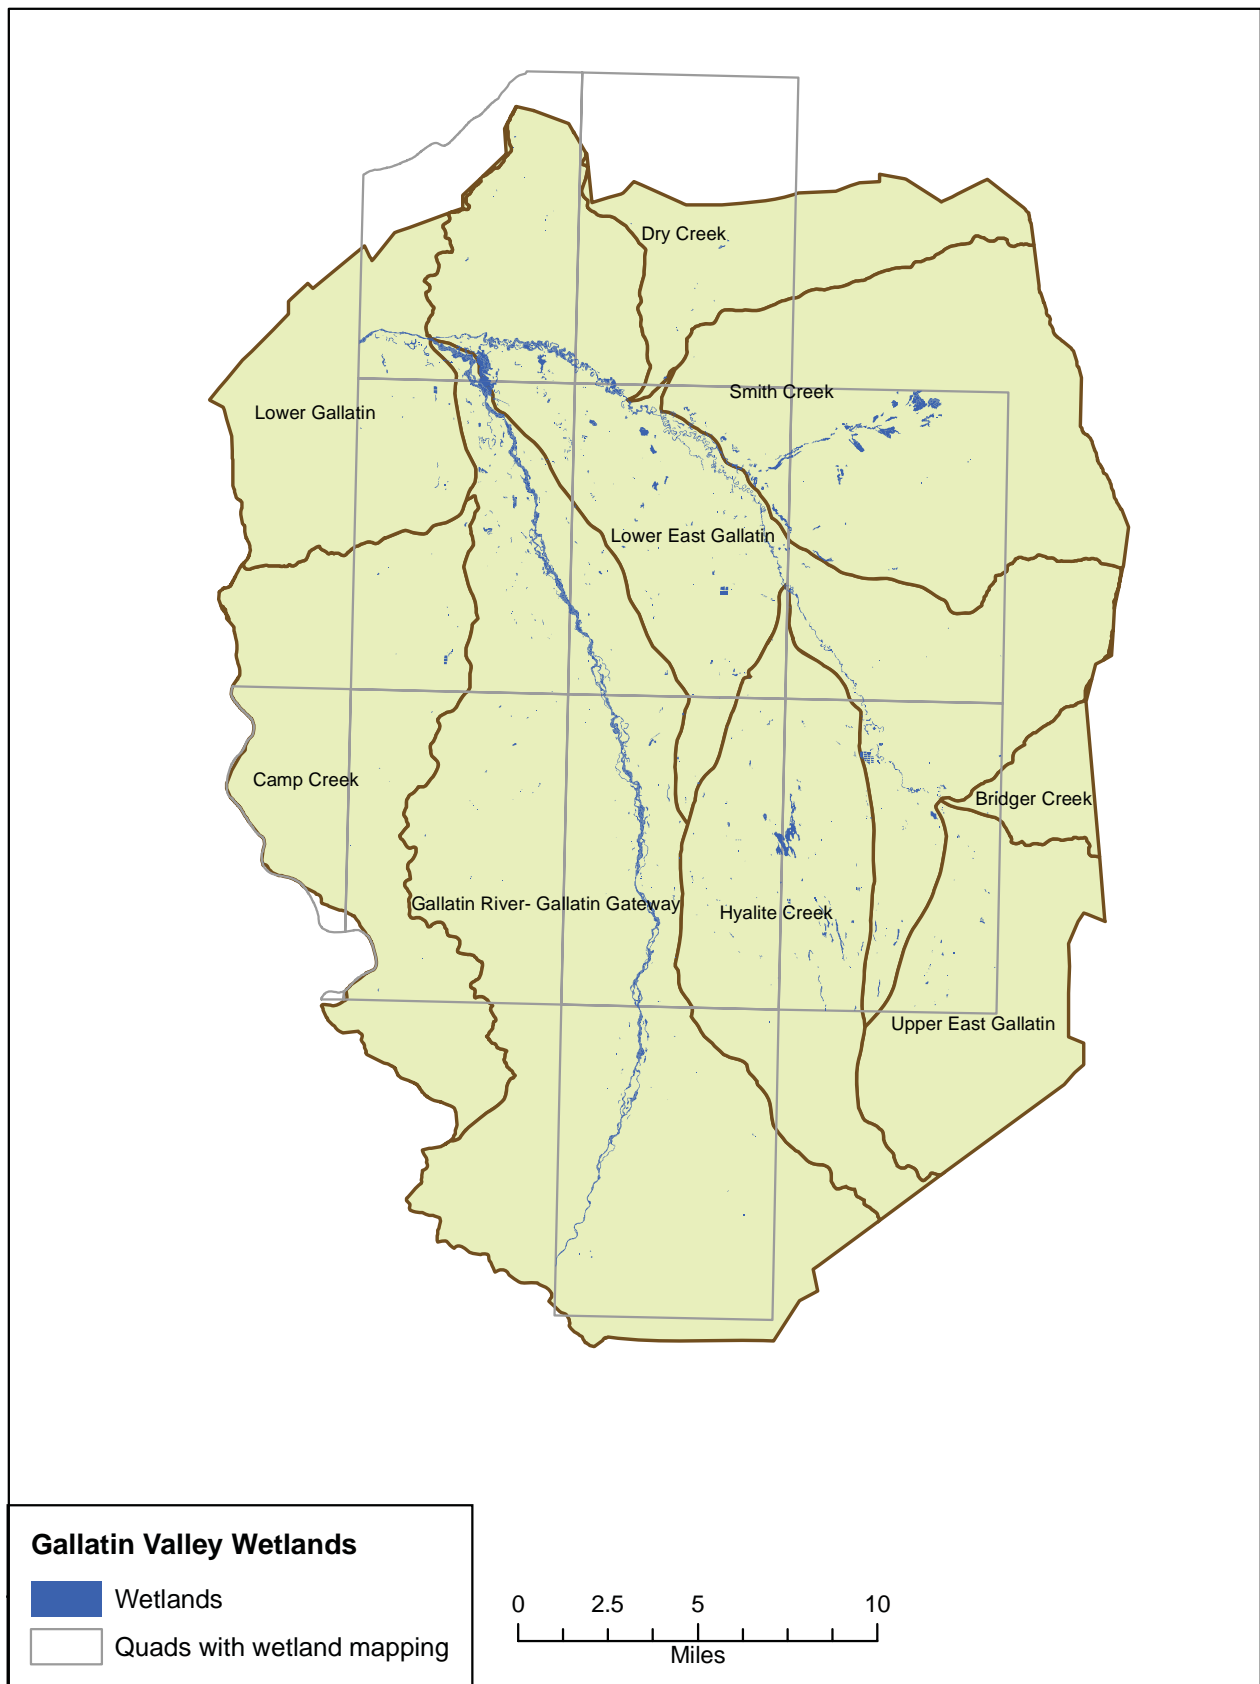 Dry Creek
Smith Creek
Lower Gallatin
Lower East Gallatin
Camp Creek
Bridger Creek
Gallatin River- Gallatin Gateway
Hyalite Creek
Upper East Gallatin
Gallatin Valley Wetlands
Wetlands
Quads with wetland mapping
0 2.5 5 10
Miles